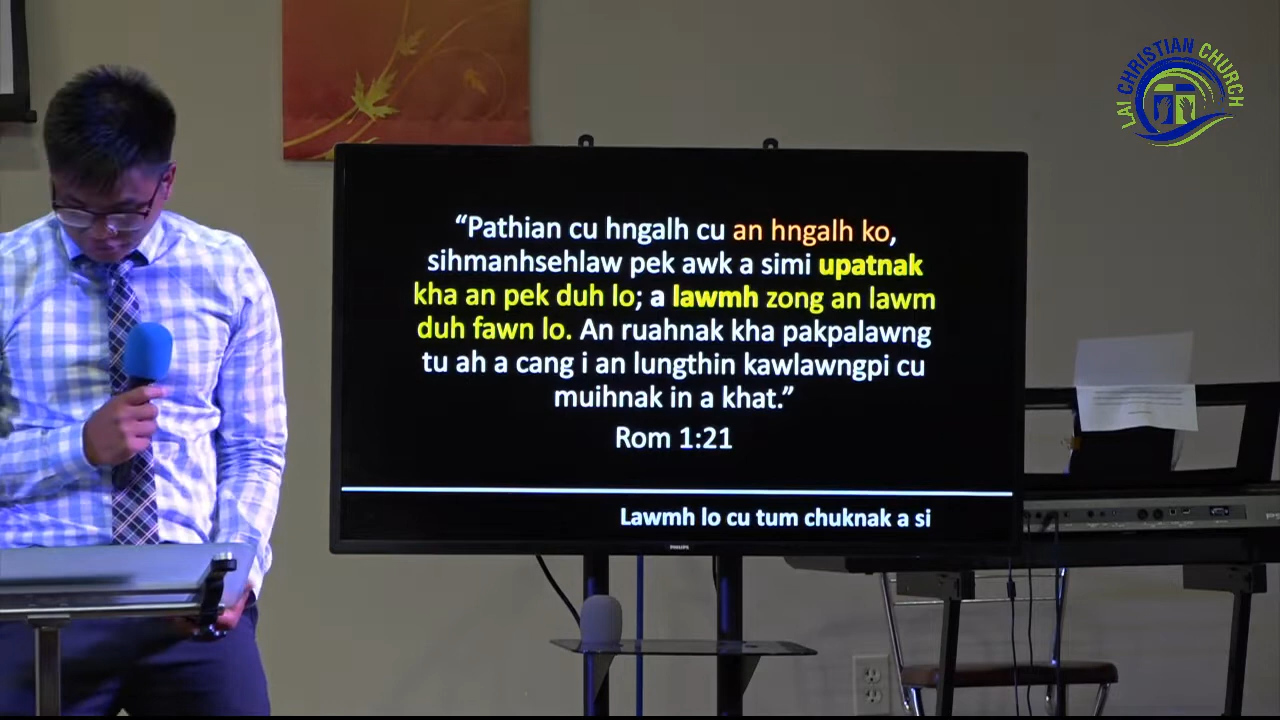 LAI CHRISTIAN CHURCH
“Pathian cu hngalh cu an hngalh ko,
sihmanhsehlaw pek awk a simi upatnak
kha an pek duh lo; a lawmh zong an lawm
duh fawn lo. An ruahnak kha pakpalawng
tu ah a cang i an lungthin kawlawngpi cu
muihnak in a khat.”
Rom 1:21
Lawmh lo cu tum chuknak a si
PHILIPS